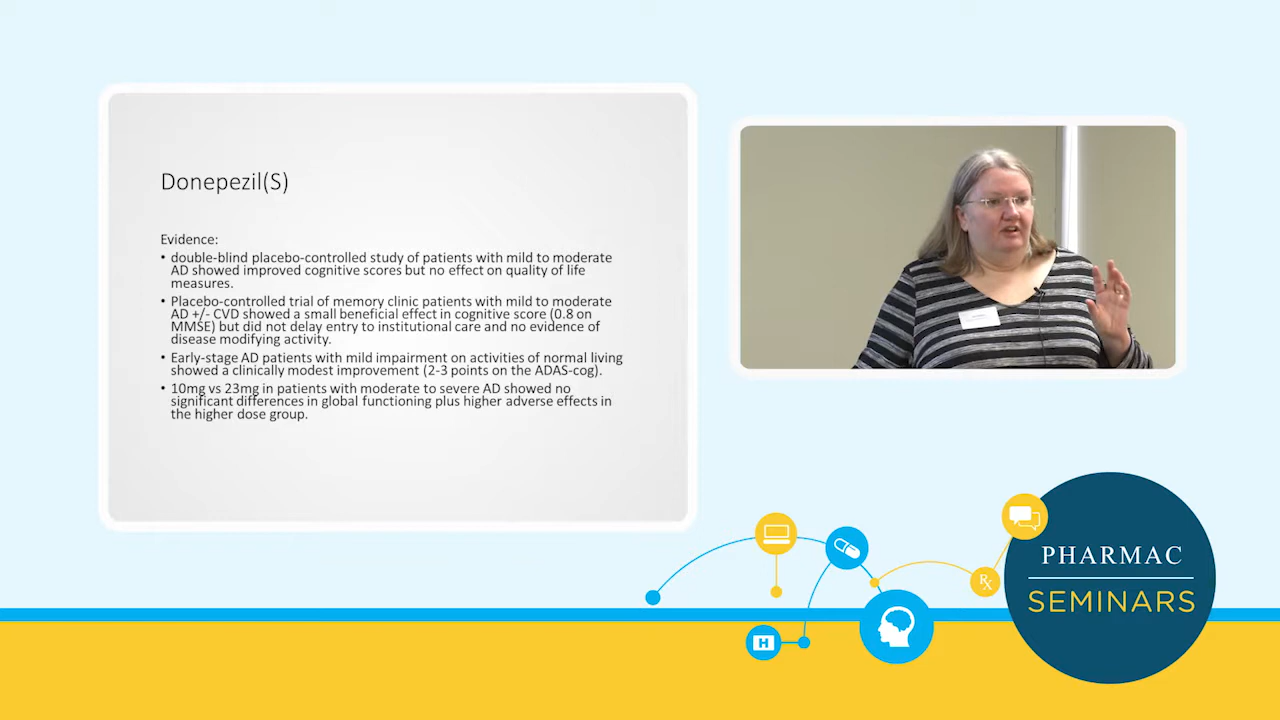 Donepezil(S)
Evidence:
• double-blind placebo-controlled study of patients with mild to moderate
AD showed improved cognitive scores but no effect on quality of life
measures.
• Placebo-controlled trial of memory clinic patients with mild to moderate
AD +/- CVD showed a small beneficial effect in cognitive score (0.8 on
MMSE) but did not delay entry to institutional care and no evidence of
disease modifying activity.
• Early-stage AD patients with mild impairment on activities of normal living
showed a clinically modest improvement (2-3 points on the ADAS-cog).
• 10mg vs 23mg in patients with moderate to severe AD showed no
significant differences in global functioning plus higher adverse effects in
the higher dose group.
H
Rx
PHARMAC
SEMINARS